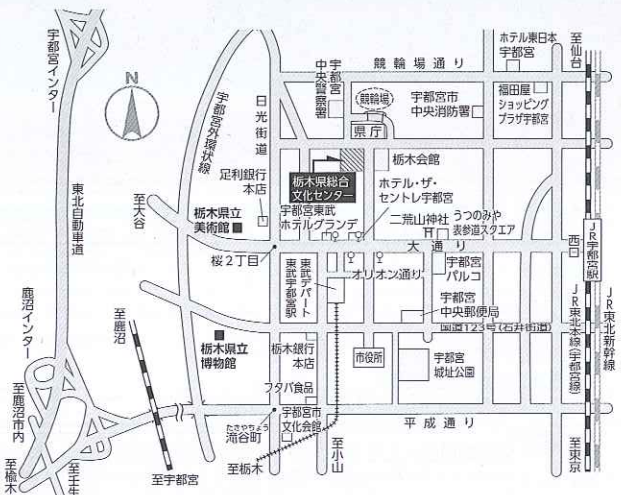 宇都宮インター
東北自動車道
鹿沼インター
至鹿沼市内
至楡木
至壬生
N
宇都宮外環状線
日光街道
至大谷
至鹿沼
至宇都宮
競輪場通り
宇都宮
中央警察署
競輪場
県庁
宇都宮市
中央消防署
ホテル東日本
宇都宮
福田屋
ショッピング
プラザ宇都宮
至仙台
足利銀行
本店
栃木県総合
文化センター
栃木会館
ホテル・ザ・
セントレ宇都宮
栃木県立
美術館
宇都宮東武
ホテルグランデ
二荒山神社
うつのみや
表参道スクエア
大通り
西口
JR宇都宮駅
桜2丁目
東武デパート
東武宇都宮駅
オリオン通り
宇都宮
パルコ
宇都宮
中央郵便局
国道123号(石井街道)
JR東北本線(宇都宮線)
JR東北新幹線
栃木県立
博物館
栃木銀行
本店
市役所
宇都宮
城址公園
フタバ食品
たきやちょう
滝谷町
宇都宮市
文化会館
平成通り
至栃木
至小山
至東京